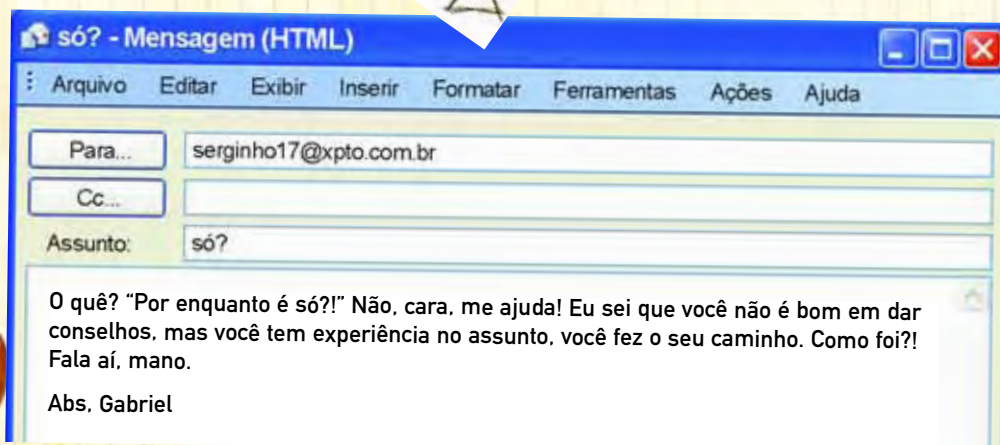 só? - Mensagem (HTML)
Arquivo Editar Exibir Inserir Formatar Ferramentas Ações Ajuda
Para... serginho17@xpto.com.br
Cc...
Assunto: só?
O quê? “Por enquanto é só?!” Não, cara, me ajuda! Eu sei que você não é bom em dar
conselhos, mas você tem experiência no assunto, você fez o seu caminho. Como foi?!
Fala aí, mano.
Abs, Gabriel